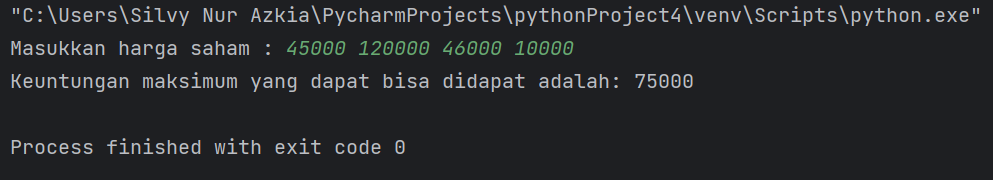 "C:\Users\Silvy Nur Azkia\PycharmProjects\pythonProject4\venv\Scripts\python.exe"
Masukkan harga saham : 45000 120000 46000 10000
Keuntungan maksimum yang dapat bisa didapat adalah: 75000
Process finished with exit code 0